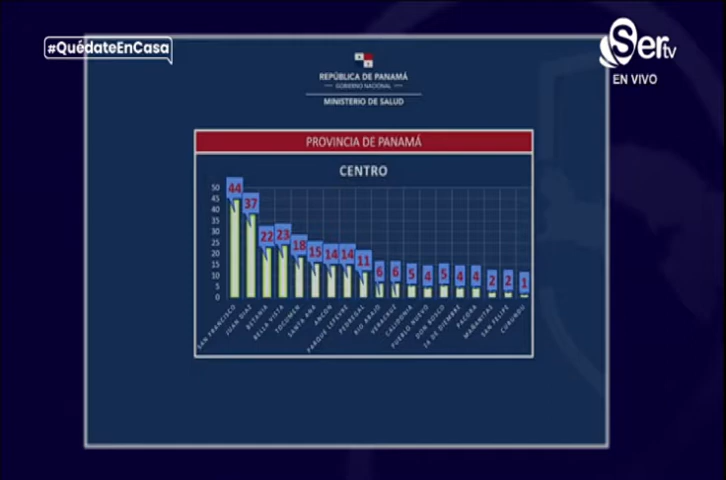 #QuédateEnCasa
Ser tv
EN VIVO
REPÚBLICA DE PANAMÁ
— GOBIERNO NACIONAL —
MINISTERIO DE SALUD
PROVINCIA DE PANAMÁ
CENTRO
50
45
40
35
30
25
20
15
10
5
0
44 37 22 23 18 15 14 14 11 6 6 5 4 5 4 4 2 2 1
SAN FRANCISCO
JUAN DIAZ
BETANIA
BELLA VISTA
TOCUMEN
SANTA ANA
ANCON
PARQUE LEFEVRE
PEDREGAL
RIO ABAJO
VERACRUZ
CALIDONIA
PUEBLO NUEVO
DON BOSCO
24 DE DIEMBRE
PACORA
MAÑANITAS
SAN FELIPE
CURUNDU